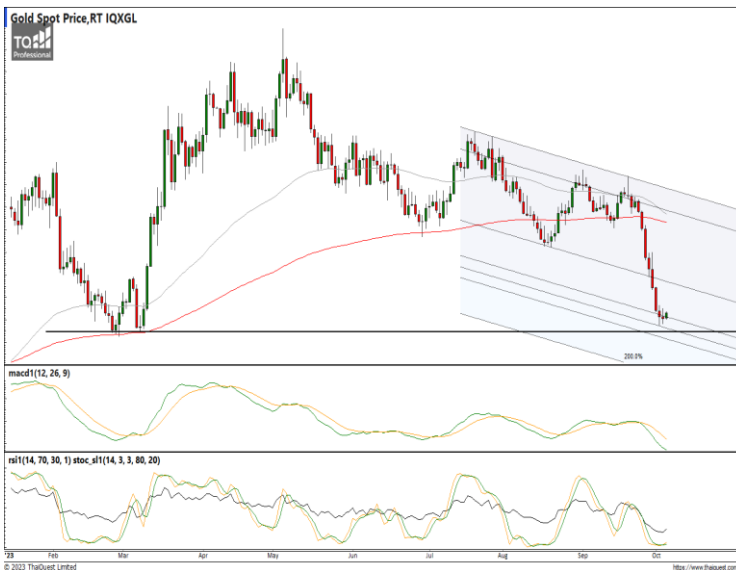 Gold Spot Price,RT IQXGL
TQ
Professional
200.0%
macd1(12, 26, 9)
rsi1(14, 70, 30, 1) stoc_sl1(14, 3, 3, 80, 20)
'23 Feb Mar Apr May Jun Jul Aug Sep Oct
© 2023 ThaiQuest Limited https://www.thaiquest.com